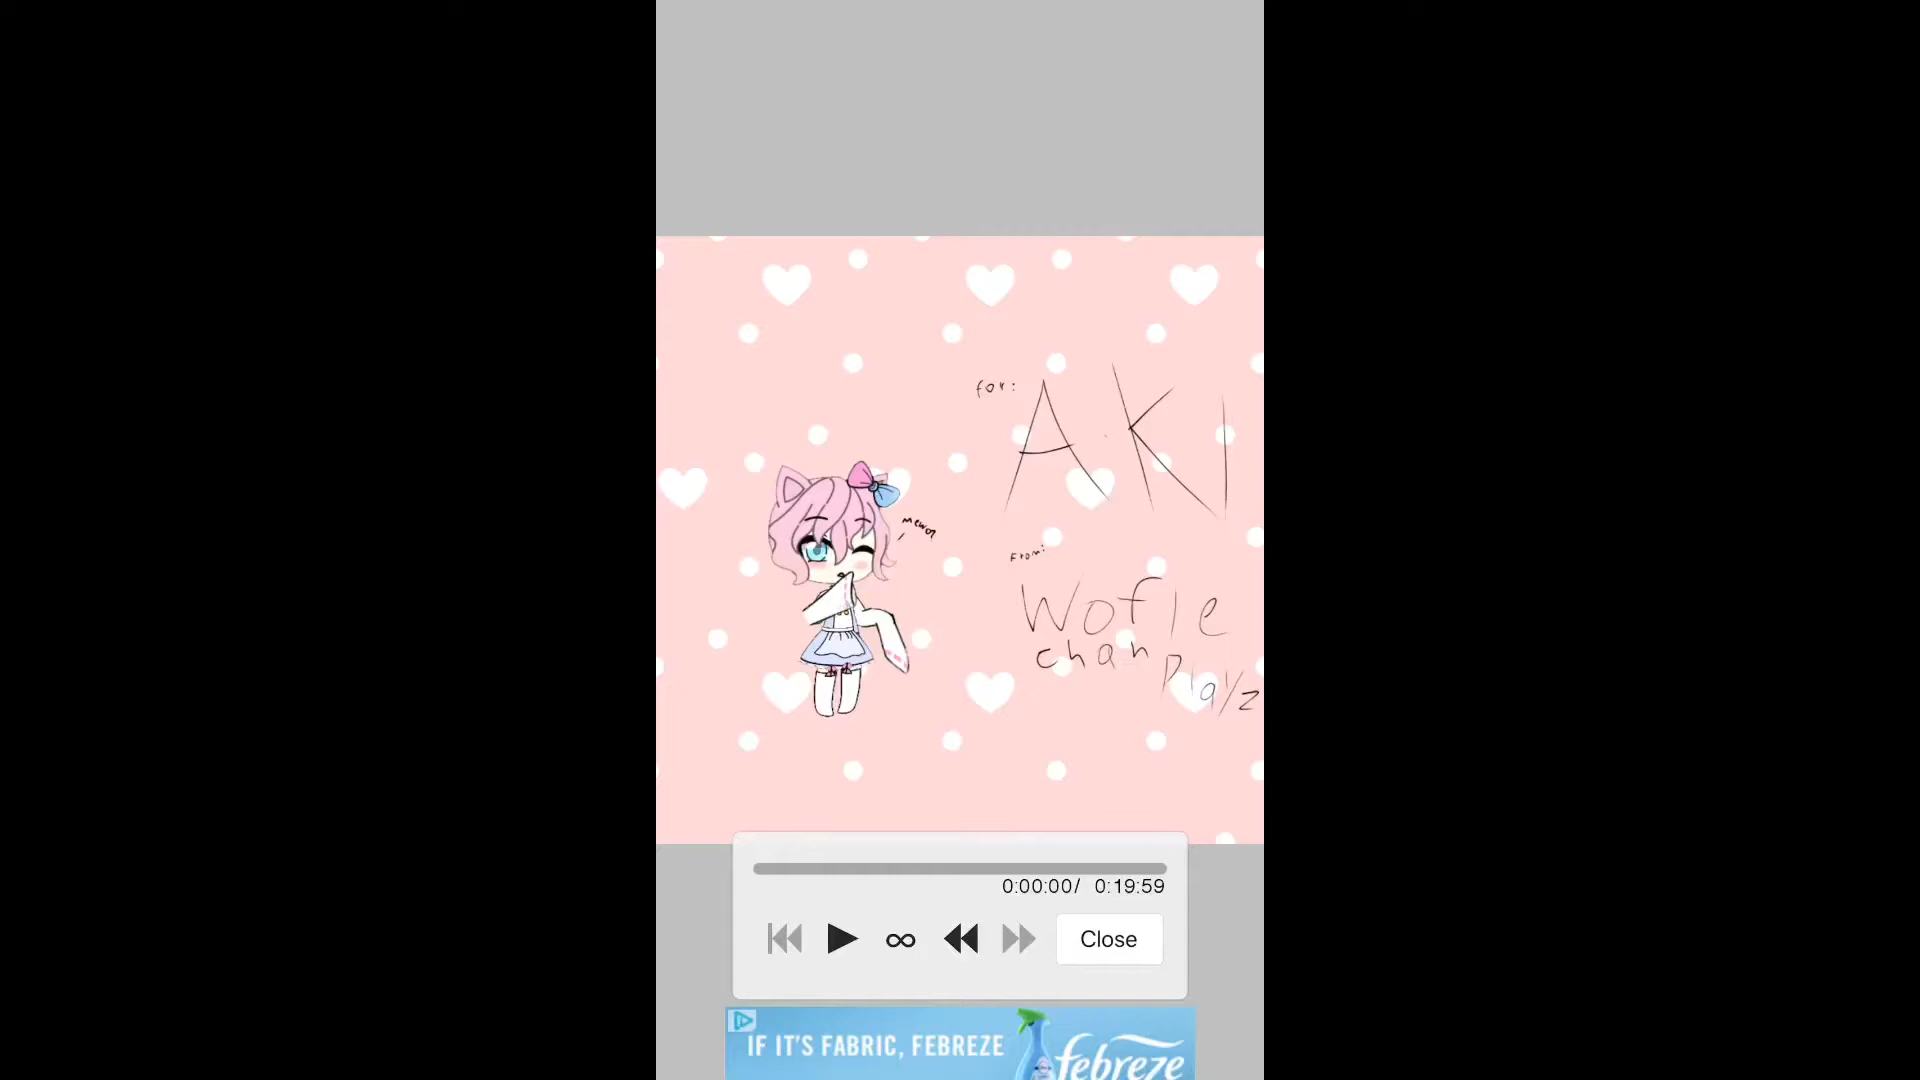 for:
AKI
mewo
From:
Wofle
chan
Playz
0:00:00/ 0:19:59
Close
IF IT'S FABRIC, FEBREZE
febreze